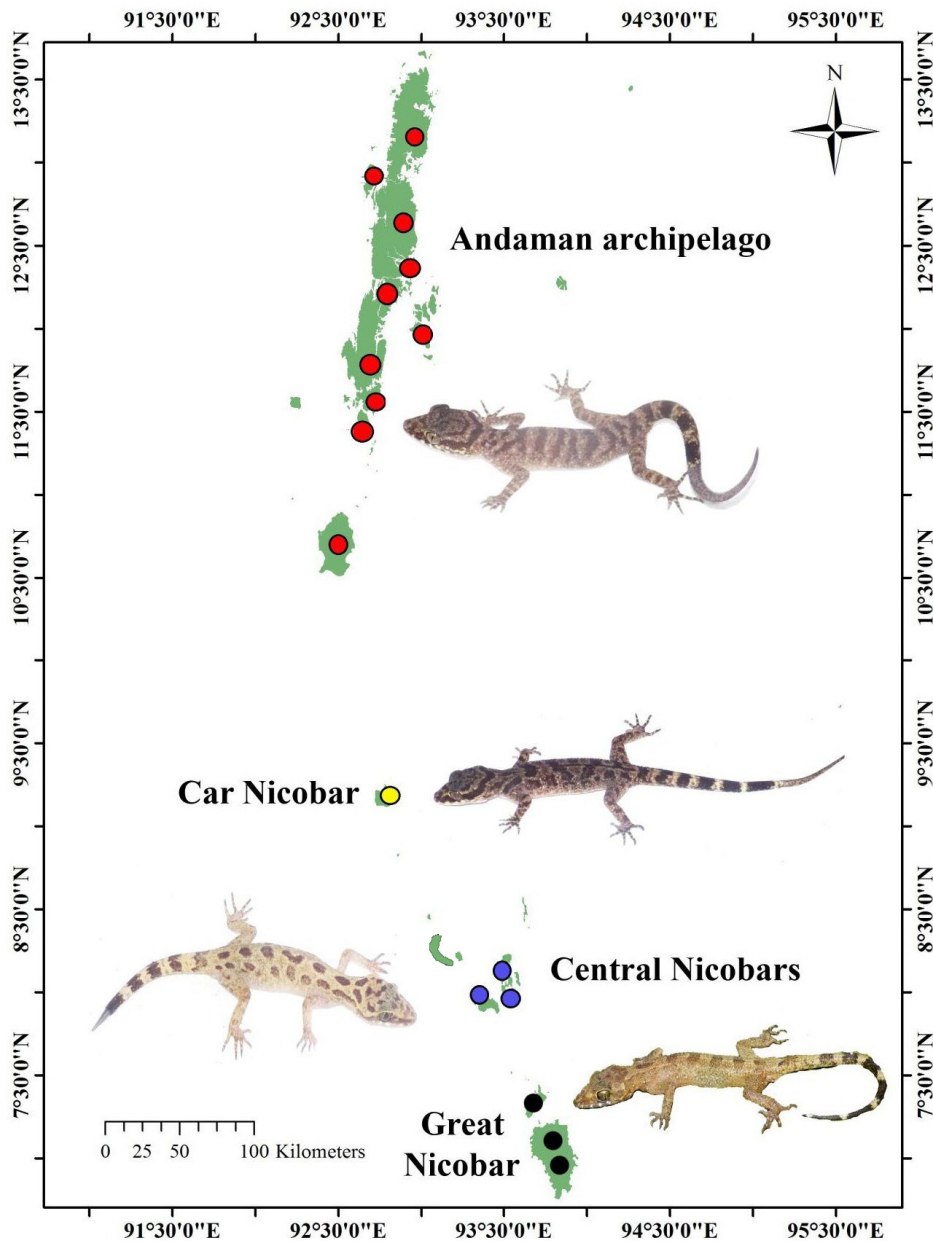 91°30'0"E 92°30'0"E 93°30'0"E 94°30'0"E 95°30'0"E
N
13°30'0"N 13°30'0"N
Andaman archipelago
12°30'0"N 12°30'0"N
11°30'0"N 11°30'0"N
10°30'0"N 10°30'0"N
9°30'0"N 9°30'0"N
Car Nicobar
8°30'0"N 8°30'0"N
Central Nicobars
7°30'0"N 7°30'0"N
Great
Nicobar
0 25 50 100 Kilometers
91°30'0"E 92°30'0"E 93°30'0"E 94°30'0"E 95°30'0"E